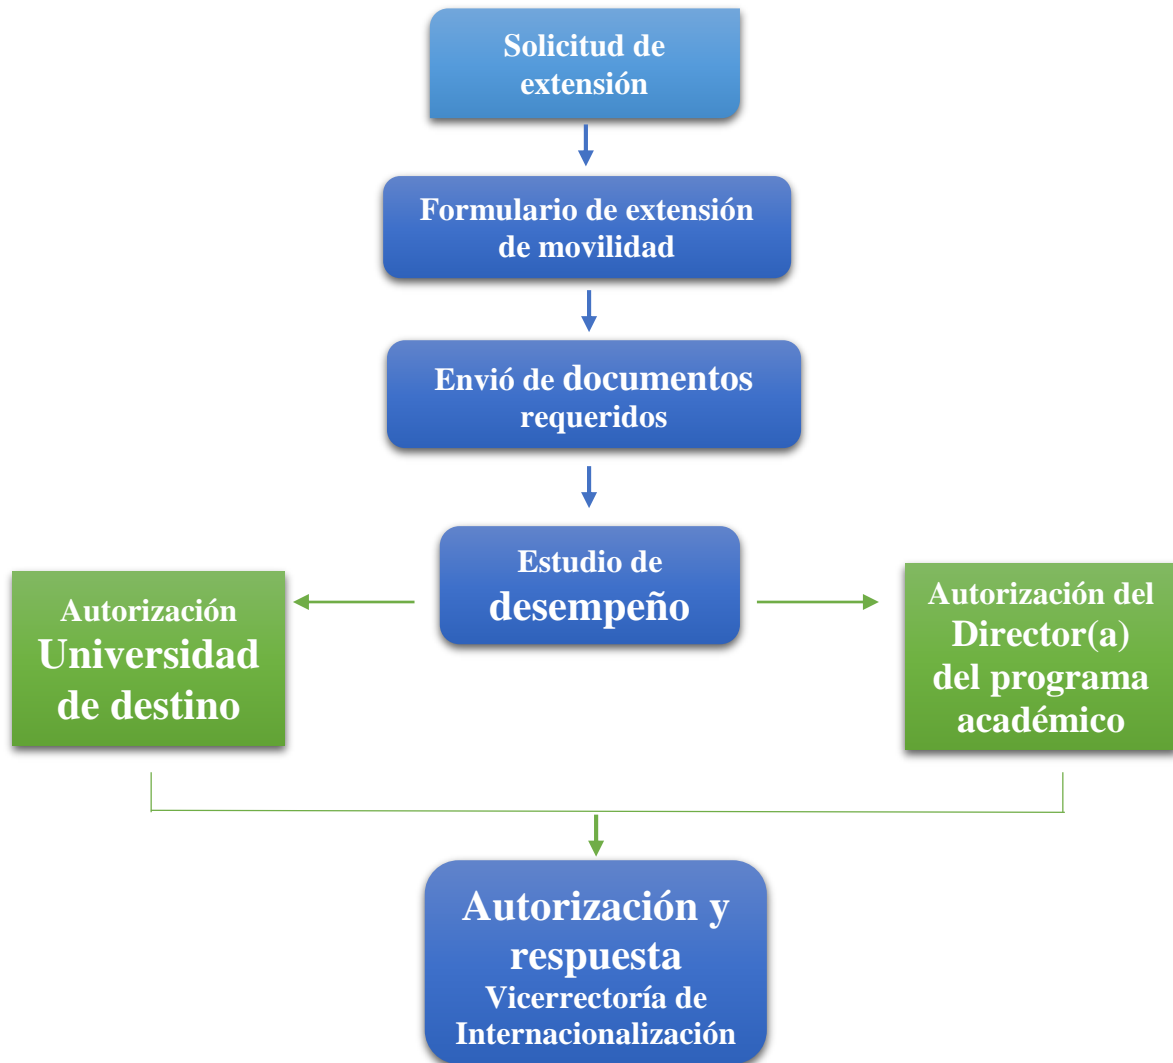 Solicitud de
extensión
Formulario de extensión
de movilidad
Envió de documentos
requeridos
Estudio de
desempeño
Autorización
Universidad
de destino
Autorización del
Director(a)
del programa
académico
Autorización y
respuesta
Vicerrectoría de
Internacionalización